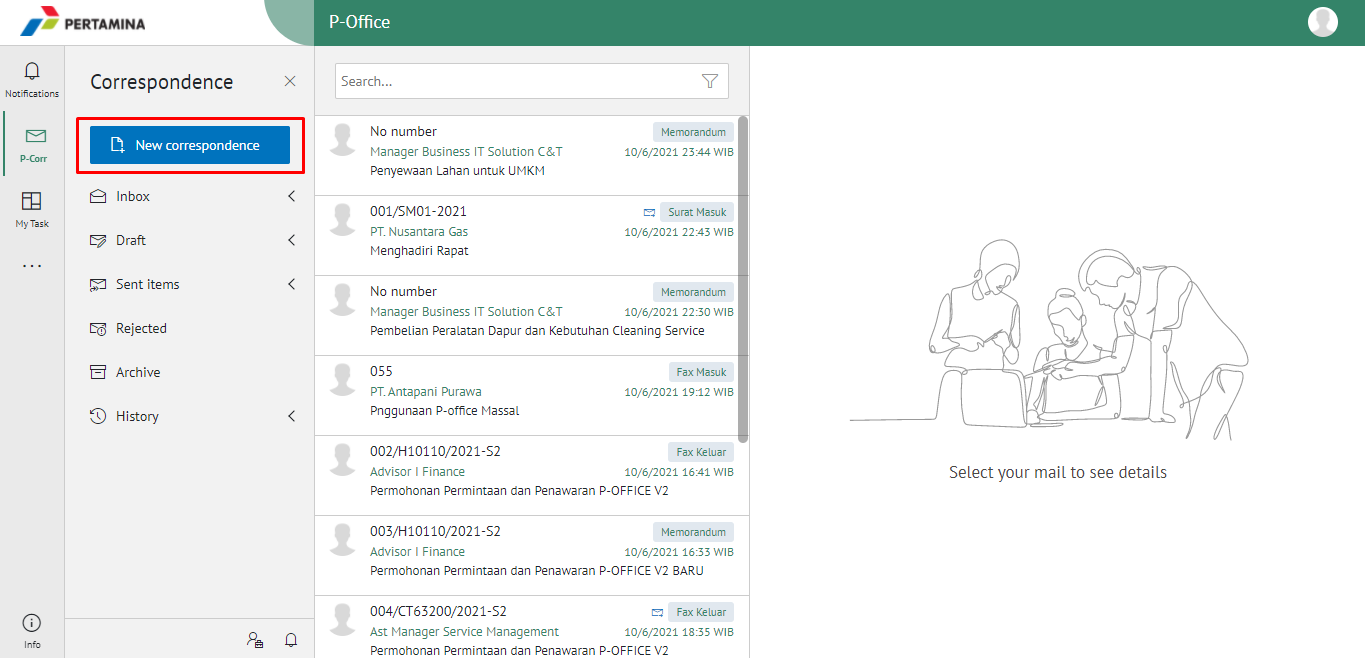 PERTAMINA
P-Office
Notifications
P-Corr
My Task
...
Info
Correspondence
New correspondence
Inbox
Draft
Sent items
Rejected
Archive
History
Search...
No number
Memorandum
Manager Business IT Solution C&T
10/6/2021 23:44 WIB
Penyewaan Lahan untuk UMKM
001/SM01-2021
Surat Masuk
PT. Nusantara Gas
10/6/2021 22:43 WIB
Menghadiri Rapat
No number
Memorandum
Manager Business IT Solution C&T
10/6/2021 22:30 WIB
Pembelian Peralatan Dapur dan Kebutuhan Cleaning Service
055
Fax Masuk
PT. Antapani Purawa
10/6/2021 19:12 WIB
Pnggunaan P-office Massal
002/H10110/2021-S2
Fax Keluar
Advisor I Finance
10/6/2021 16:41 WIB
Permohonan Permintaan dan Penawaran P-OFFICE V2
003/H10110/2021-S2
Memorandum
Advisor I Finance
10/6/2021 16:33 WIB
Permohonan Permintaan dan Penawaran P-OFFICE V2 BARU
004/CT63200/2021-S2
Fax Keluar
Ast Manager Service Management
10/6/2021 18:35 WIB
Permohonan Permintaan dan Penawaran P-OFFICE V2
Select your mail to see details